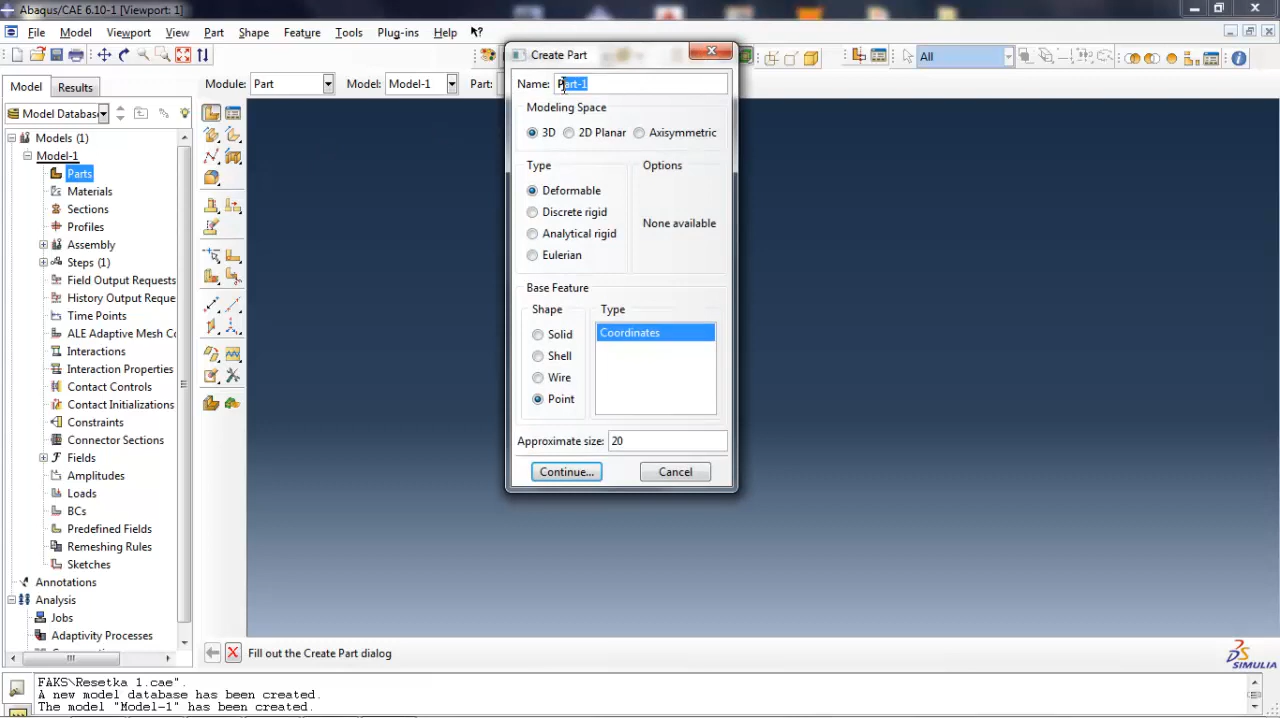 Abaqus/CAE 6.10-1 [Viewport: 1]
File Model Viewport View Part Shape Feature Tools Plug-ins Help
All
Model Results
Module: Part Model: Model-1 Part:
Model Databas
Models (1)
Model-1
Parts
Materials
Sections
Profiles
Assembly
Steps (1)
Field Output Requests
History Output Reque
Time Points
ALE Adaptive Mesh Co
Interactions
Interaction Properties
Contact Controls
Contact Initializations
Constraints
Connector Sections
Fields
Amplitudes
Loads
BCs
Predefined Fields
Remeshing Rules
Sketches
Annotations
Analysis
Jobs
Adaptivity Processes
Create Part
Name: Part-1
Modeling Space
3D 2D Planar Axisymmetric
Type Options
Deformable
Discrete rigid
None available
Analytical rigid
Eulerian
Base Feature
Shape Type
Solid Coordinates
Shell
Wire
Point
Approximate size: 20
Continue... Cancel
Fill out the Create Part dialog
SIMULIA
FAKS\Resetka 1.cae".
A new model database has been created.
The model "Model-1" has been created.